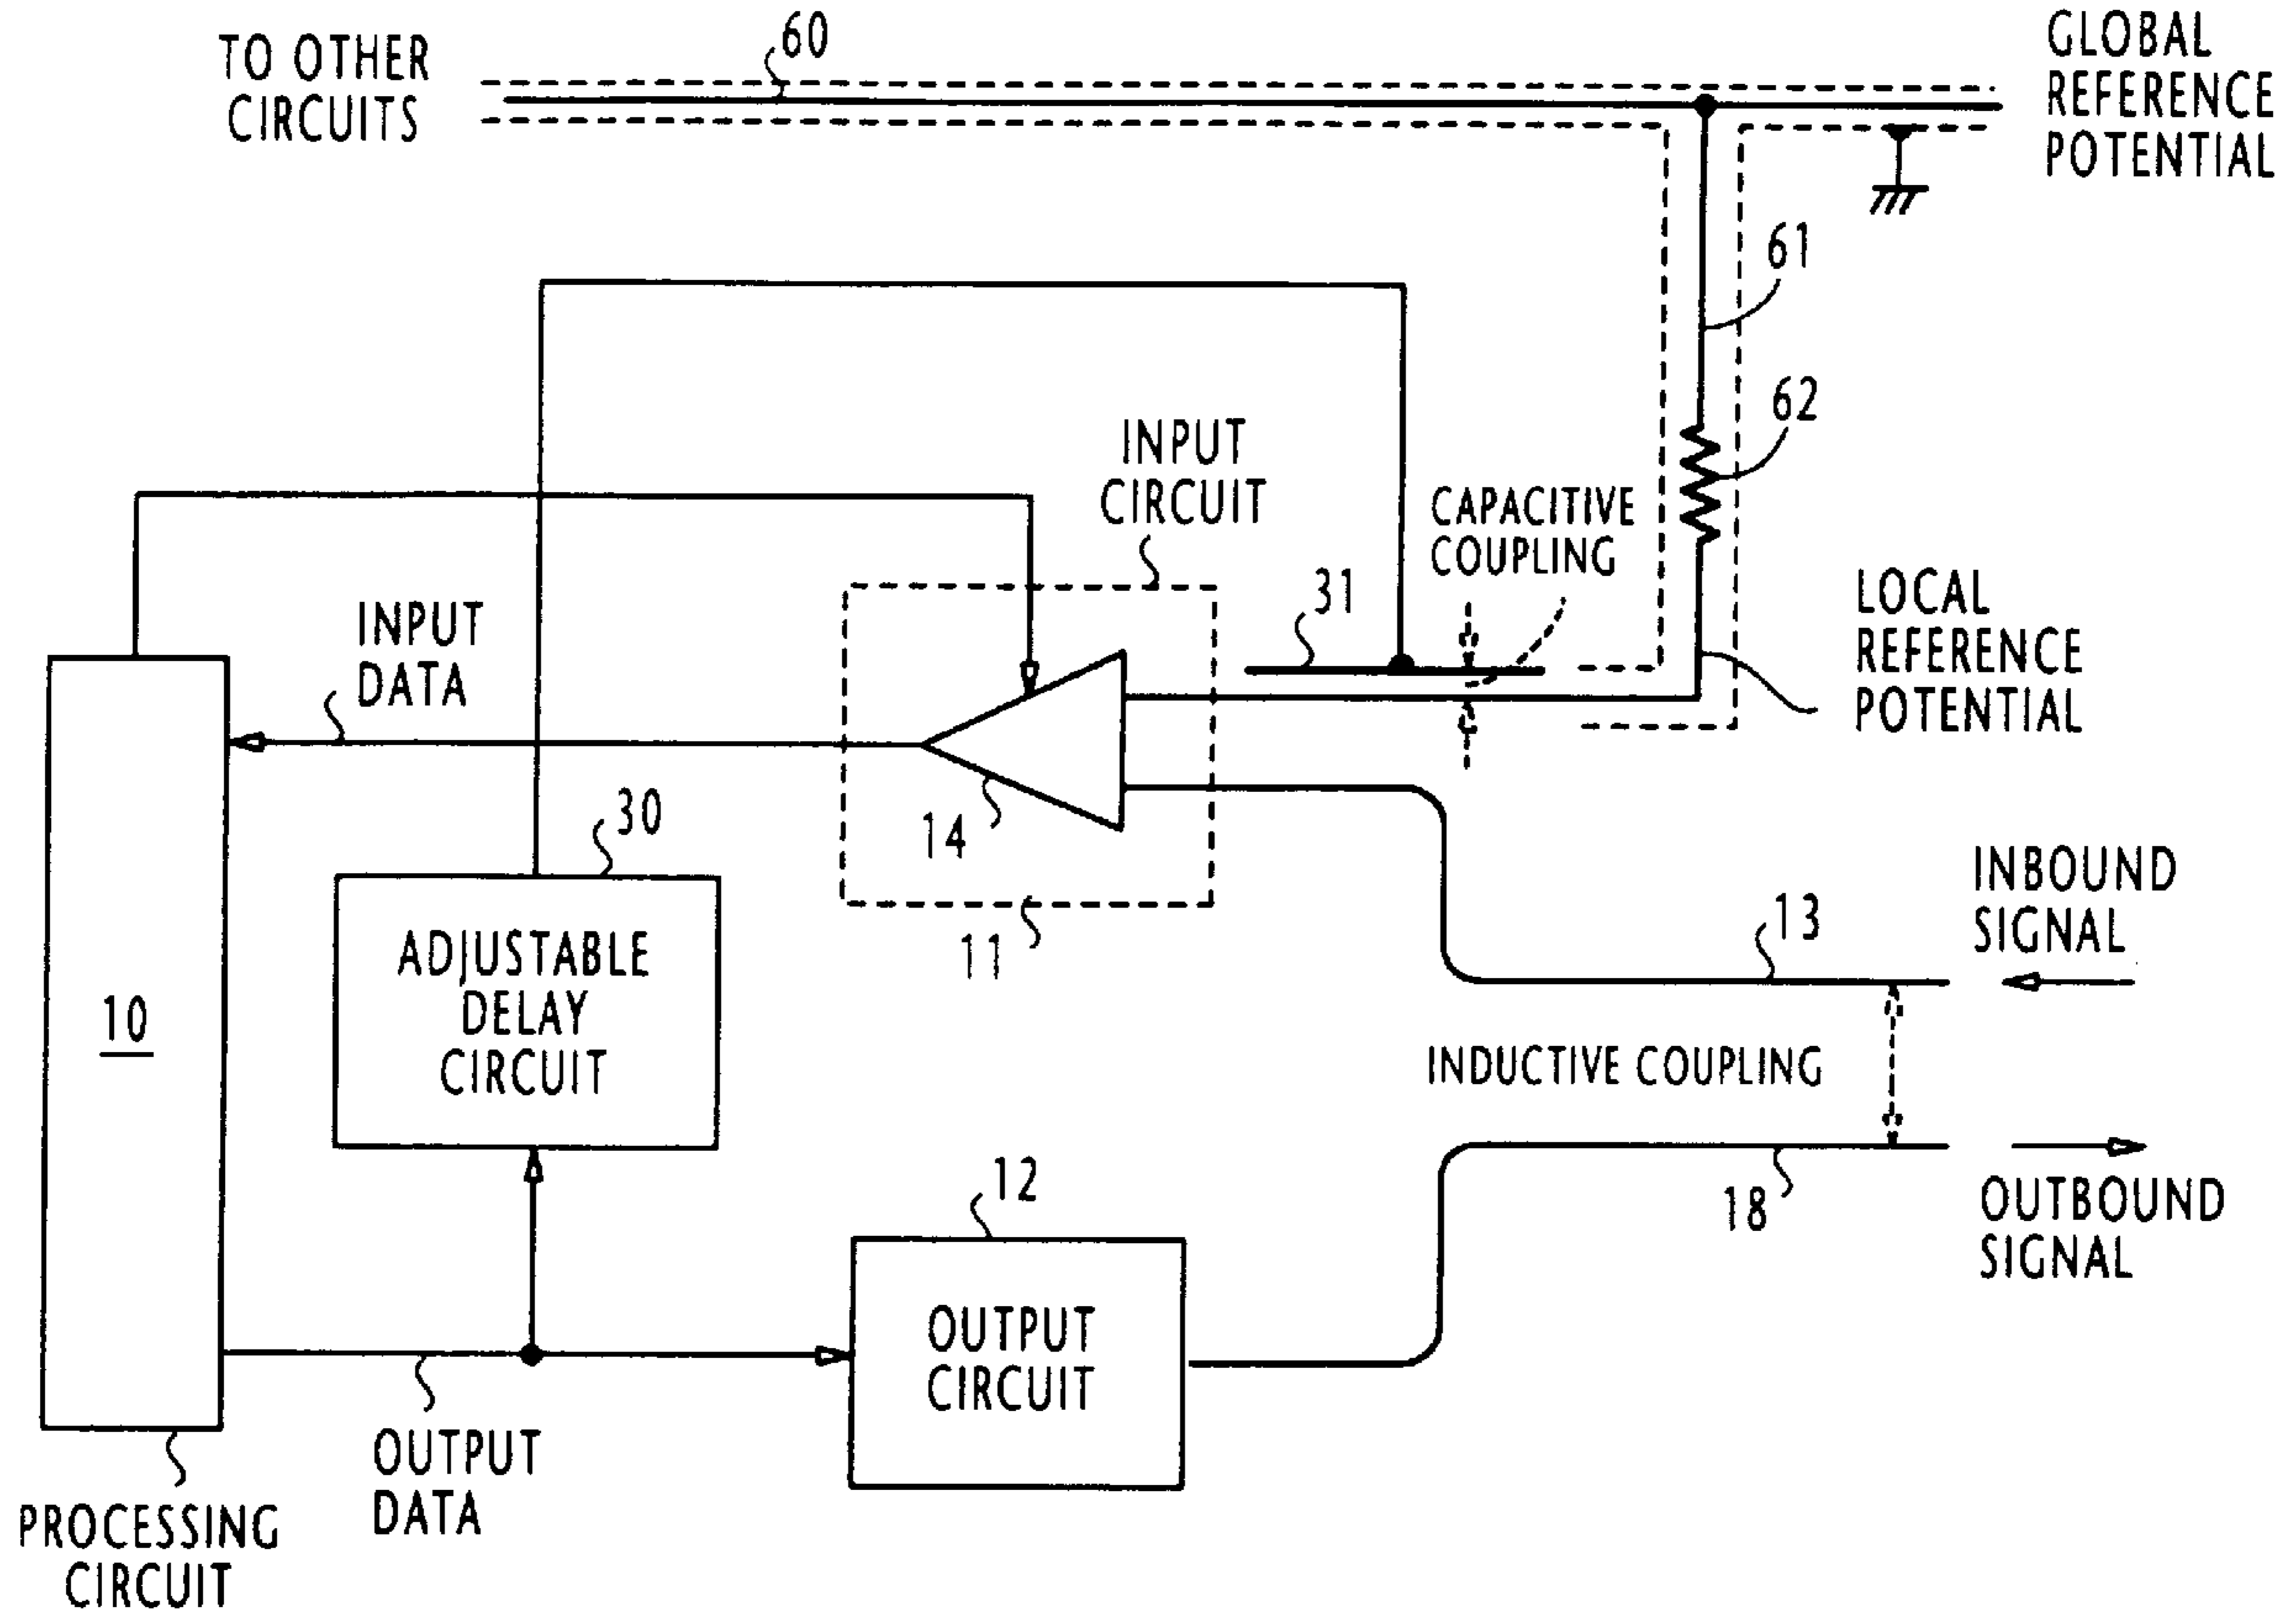 TO OTHER
CIRCUITS
60
GLOBAL
REFERENCE
POTENTIAL
61
62
INPUT
CIRCUIT
CAPACITIVE
COUPLING
31
LOCAL
REFERENCE
POTENTIAL
INPUT
DATA
14
11
30
ADJUSTABLE
DELAY
CIRCUIT
10
INBOUND
SIGNAL
13
INDUCTIVE COUPLING
18
OUTBOUND
SIGNAL
12
OUTPUT
CIRCUIT
OUTPUT
DATA
PROCESSING
CIRCUIT